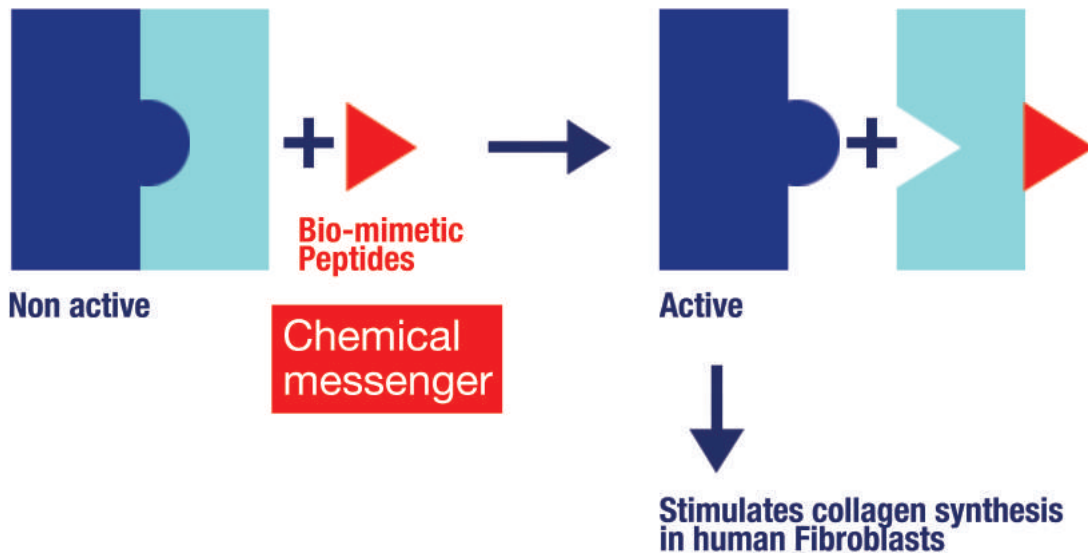 Bio-mimetic
Peptides
Non active
Active
Chemical
messenger
Stimulates collagen synthesis
in human Fibroblasts